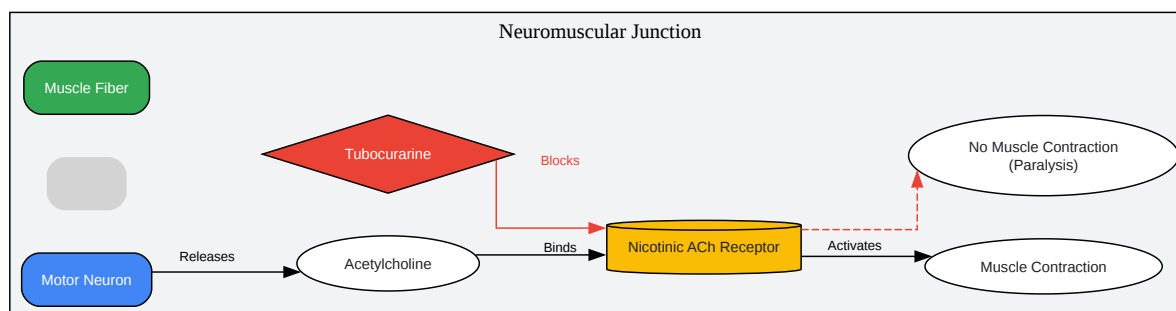 Neuromuscular Junction
Muscle Fiber
Tubocurarine
Blocks
No Muscle Contraction
(Paralysis)
Motor Neuron
Releases
Acetylcholine
Binds
Nicotinic ACh Receptor
Activates
Muscle Contraction